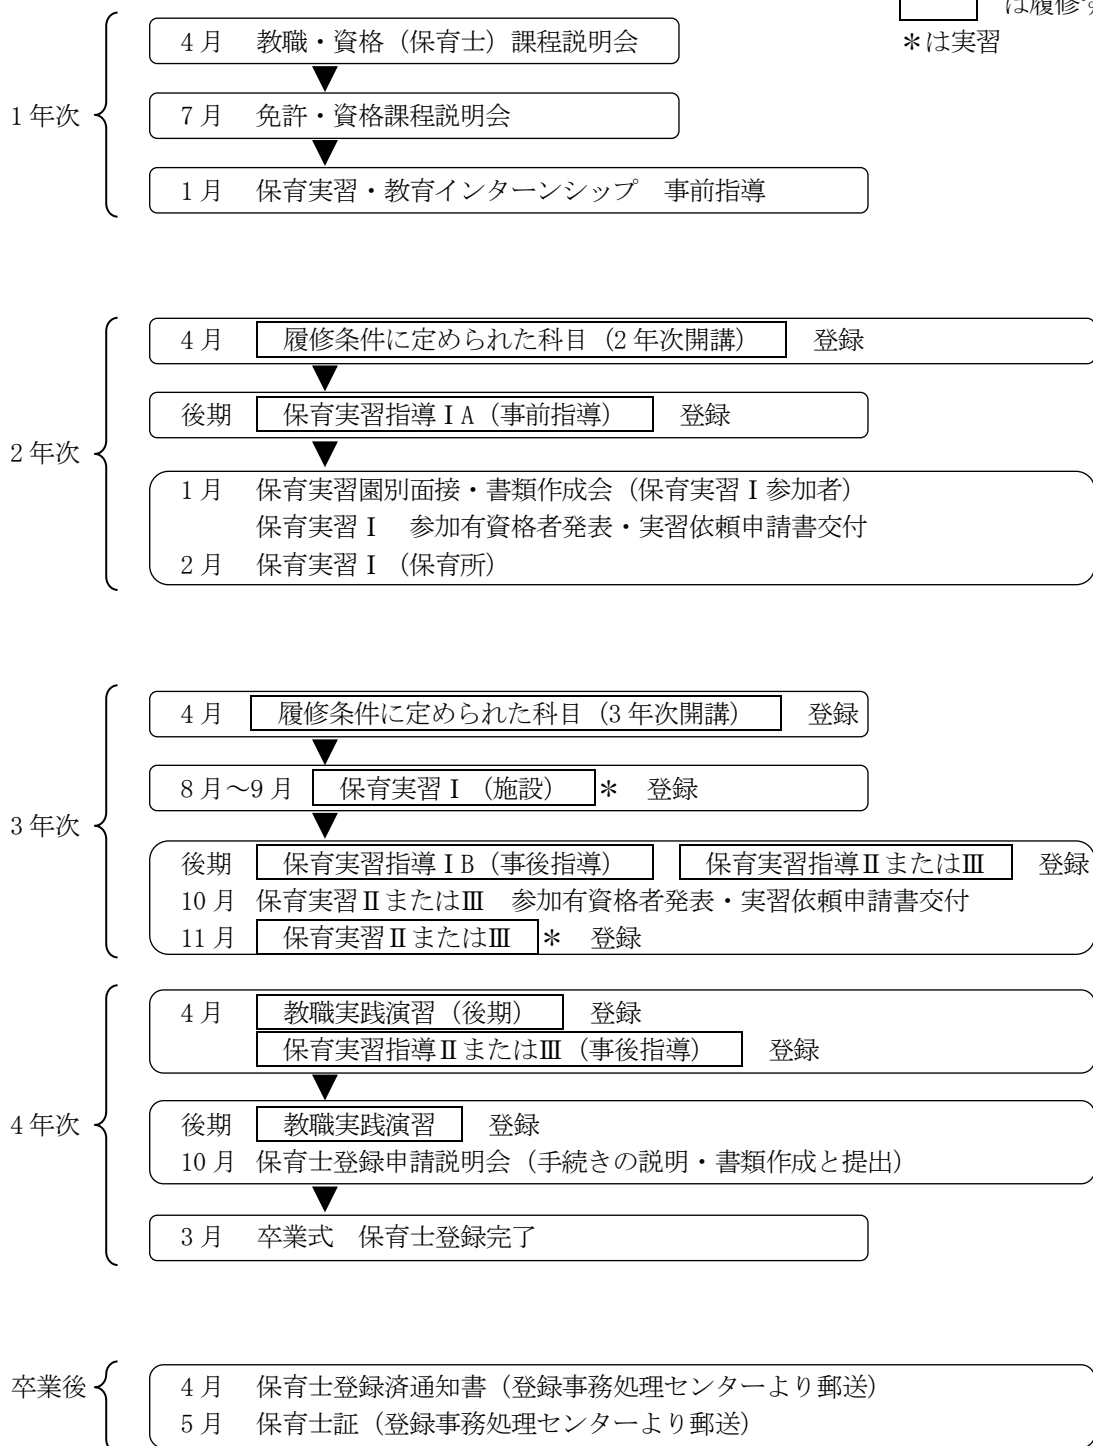 は履修
＊は実習
1年次
4月　教職・資格（保育士）課程説明会
7月　免許・資格課程説明会
1月　保育実習・教育インターンシップ　事前指導
2年次
4月　履修条件に定められた科目（2年次開講）　登録
後期　保育実習指導ⅠA（事前指導）　登録
1月　保育実習園別面接・書類作成会（保育実習Ⅰ参加者）
保育実習Ⅰ　参加有資格者発表・実習依頼申請書交付
2月　保育実習Ⅰ（保育所）
3年次
4月　履修条件に定められた科目（3年次開講）　登録
8月～9月　保育実習Ⅰ（施設）＊　登録
後期　保育実習指導ⅠB（事後指導）　保育実習指導ⅡまたはⅢ　登録
10月　保育実習ⅡまたはⅢ　参加有資格者発表・実習依頼申請書交付
11月　保育実習ⅡまたはⅢ＊　登録
4年次
4月　教職実践演習（後期）　登録
保育実習指導ⅡまたはⅢ（事後指導）　登録
後期　教職実践演習　登録
10月　保育士登録申請説明会（手続きの説明・書類作成と提出）
3月　卒業式　保育士登録完了
卒業後
4月　保育士登録済通知書（登録事務処理センターより郵送）
5月　保育士証（登録事務処理センターより郵送）